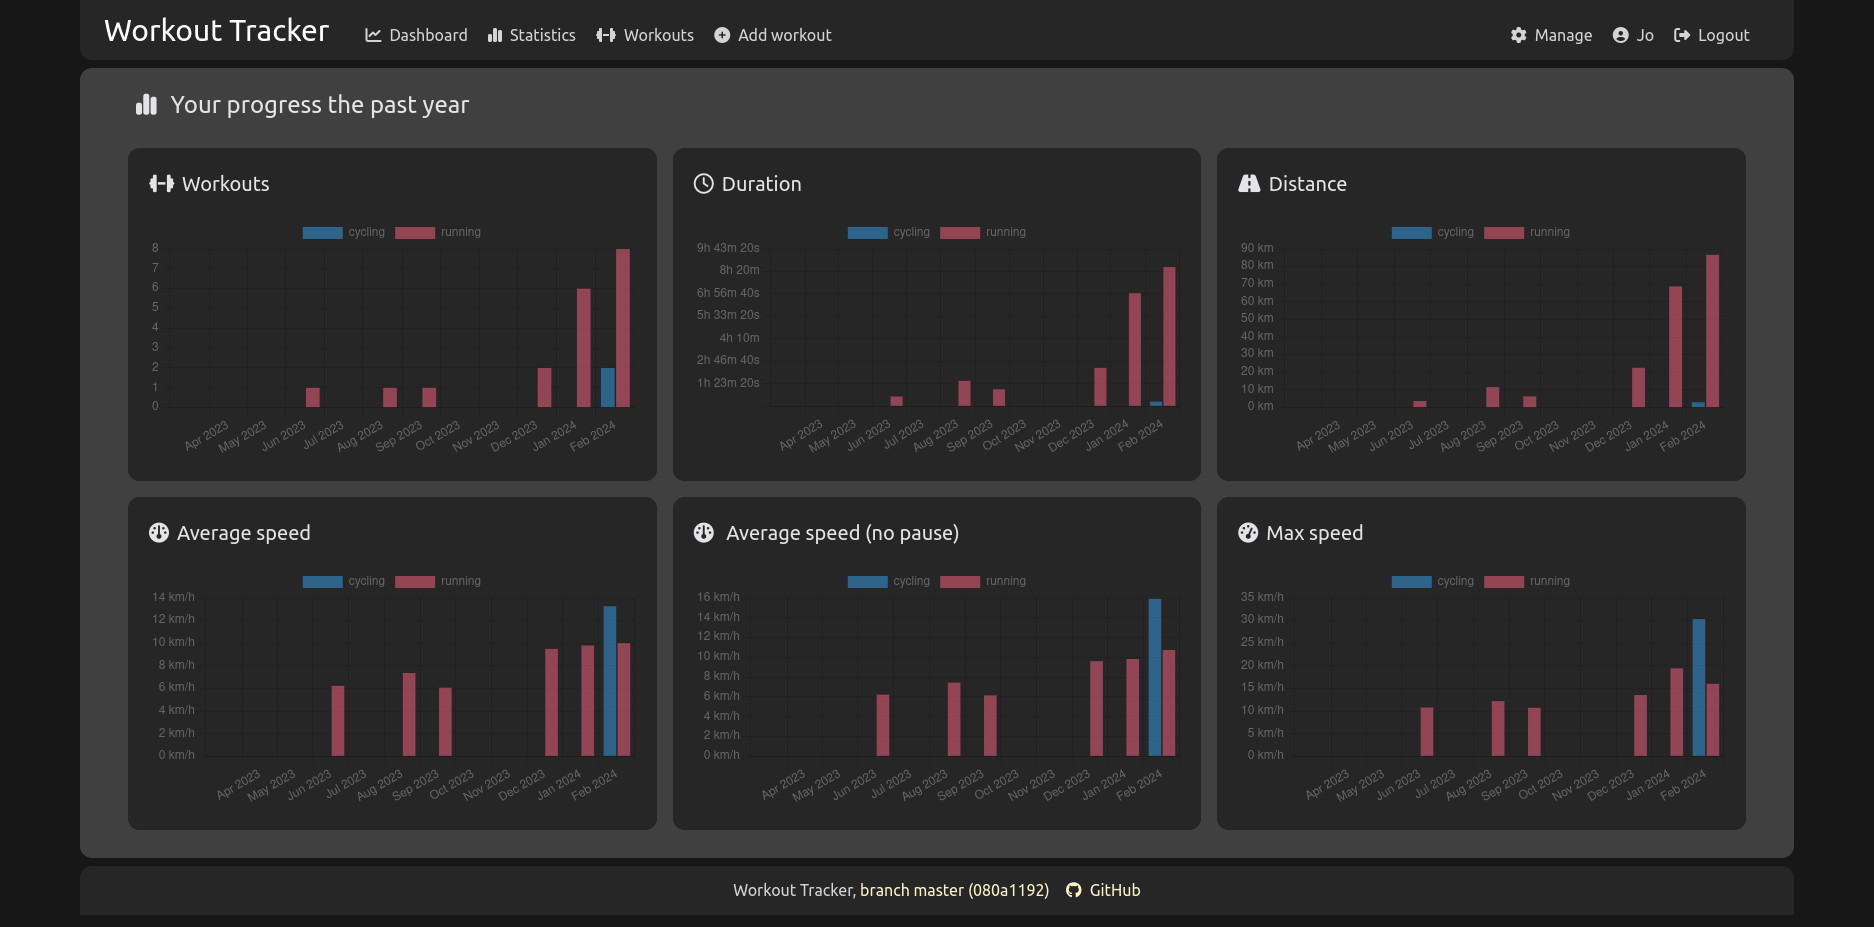 Workout Tracker Dashboard Statistics Workouts Add workout Manage Jo Logout
Your progress the past year
Workouts
cycling running
8
7
6
5
4
3
2
1
0
Apr 2023 May 2023 Jun 2023 Jul 2023 Aug 2023 Sep 2023 Oct 2023 Nov 2023 Dec 2023 Jan 2024 Feb 2024
Duration
cycling running
9h 43m 20s
8h 20m
6h 56m 40s
5h 33m 20s
4h 10m
2h 46m 40s
1h 23m 20s
Apr 2023 May 2023 Jun 2023 Jul 2023 Aug 2023 Sep 2023 Oct 2023 Nov 2023 Dec 2023 Jan 2024 Feb 2024
Distance
cycling running
90 km
80 km
70 km
60 km
50 km
40 km
30 km
20 km
10 km
0 km
Apr 2023 May 2023 Jun 2023 Jul 2023 Aug 2023 Sep 2023 Oct 2023 Nov 2023 Dec 2023 Jan 2024 Feb 2024
Average speed
cycling running
14 km/h
12 km/h
10 km/h
8 km/h
6 km/h
4 km/h
2 km/h
0 km/h
Apr 2023 May 2023 Jun 2023 Jul 2023 Aug 2023 Sep 2023 Oct 2023 Nov 2023 Dec 2023 Jan 2024 Feb 2024
Average speed (no pause)
cycling running
16 km/h
14 km/h
12 km/h
10 km/h
8 km/h
6 km/h
4 km/h
2 km/h
0 km/h
Apr 2023 May 2023 Jun 2023 Jul 2023 Aug 2023 Sep 2023 Oct 2023 Nov 2023 Dec 2023 Jan 2024 Feb 2024
Max speed
cycling running
35 km/h
30 km/h
25 km/h
20 km/h
15 km/h
10 km/h
5 km/h
0 km/h
Apr 2023 May 2023 Jun 2023 Jul 2023 Aug 2023 Sep 2023 Oct 2023 Nov 2023 Dec 2023 Jan 2024 Feb 2024
Workout Tracker, branch master (080a1192) GitHub